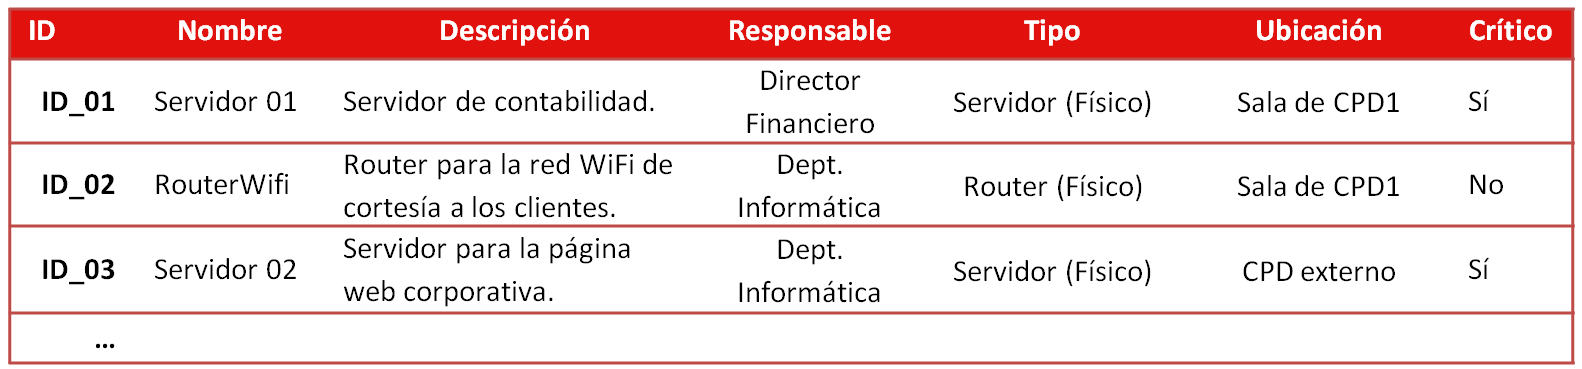 ID Nombre Descripción Responsable Tipo Ubicación Crítico
ID_01 Servidor 01 Servidor de contabilidad. Director Financiero Servidor (Físico) Sala de CPD1 Sí
ID_02 RouterWifi Router para la red WiFi de cortesía a los clientes. Dept. Informática Router (Físico) Sala de CPD1 No
ID_03 Servidor 02 Servidor para la página web corporativa. Dept. Informática Servidor (Físico) CPD externo Sí
...